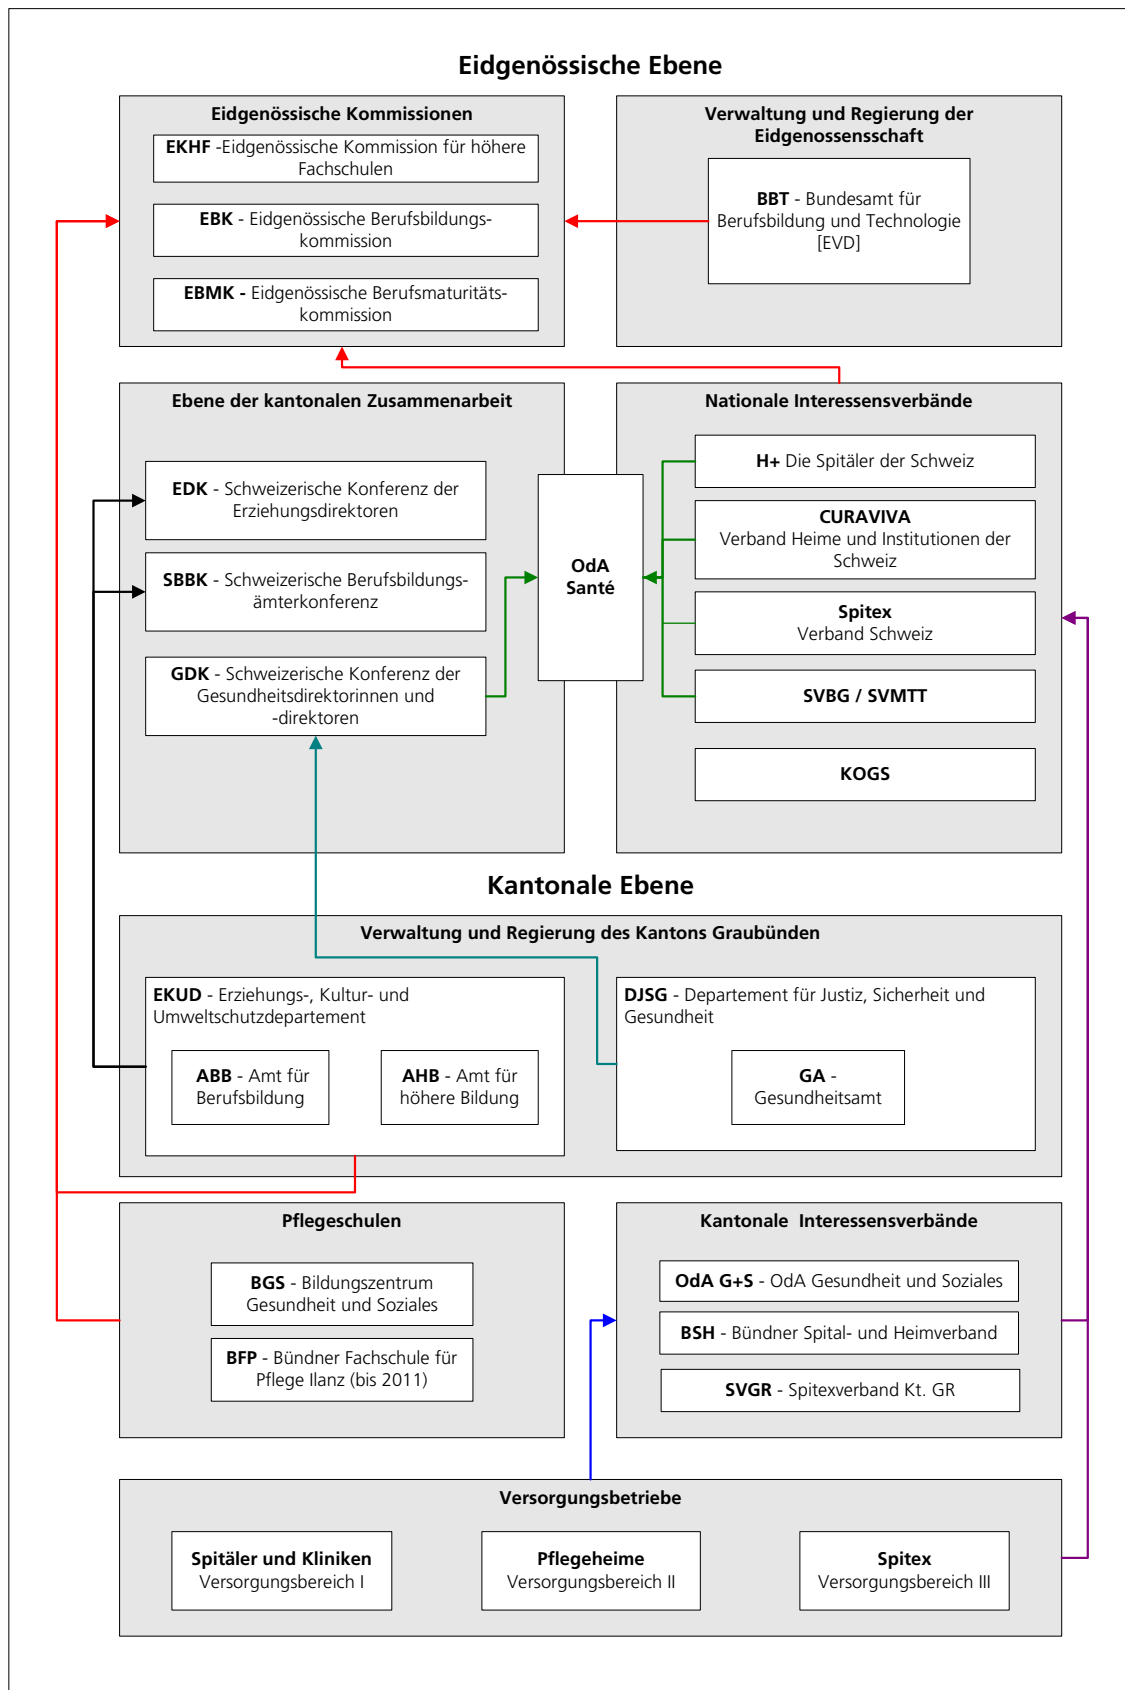 Eidgenössische Ebene
Eidgenössische Kommissionen
EKHF -Eidgenössische Kommission für höhere
Fachschulen
EBK - Eidgenössische Berufsbildungs-
kommission
EBMK - Eidgenössische Berufsmaturitäts-
kommission
Verwaltung und Regierung der
Eidgenossensschaft
BBT - Bundesamt für
Berufsbildung und Technologie
[EVD]
Ebene der kantonalen Zusammenarbeit
EDK - Schweizerische Konferenz der
Erziehungsdirektoren
SBBK - Schweizerische Berufsbildungs-
ämterkonferenz
GDK - Schweizerische Konferenz der
Gesundheitsdirektorinnen und
-direktoren
OdA
Santé
Nationale Interessensverbände
H+ Die Spitäler der Schweiz
CURAVIVA
Verband Heime und Institutionen der
Schweiz
Spitex
Verband Schweiz
SVBG / SVMTT
KOGS
Kantonale Ebene
Verwaltung und Regierung des Kantons Graubünden
EKUD - Erziehungs-, Kultur- und
Umweltschutzdepartement
ABB - Amt für
Berufsbildung
AHB - Amt für
höhere Bildung
DJSG - Departement für Justiz, Sicherheit und
Gesundheit
GA -
Gesundheitsamt
Pflegeschulen
BGS - Bildungszentrum
Gesundheit und Soziales
BFP - Bündner Fachschule für
Pflege Ilanz (bis 2011)
Kantonale Interessensverbände
OdA G+S - OdA Gesundheit und Soziales
BSH - Bündner Spital- und Heimverband
SVGR - Spitexverband Kt. GR
Versorgungsbetriebe
Spitäler und Kliniken
Versorgungsbereich I
Pflegeheime
Versorgungsbereich II
Spitex
Versorgungsbereich III